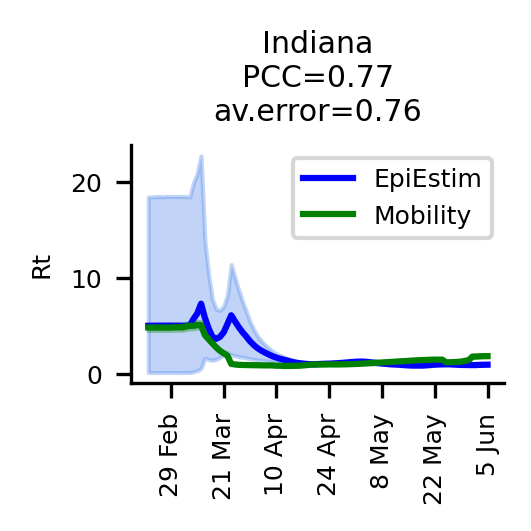 Indiana
PCC=0.77
av.error=0.76
EpiEstim
Mobility
Rt
20
10
0
29 Feb
21 Mar
10 Apr
24 Apr
8 May
22 May
5 Jun